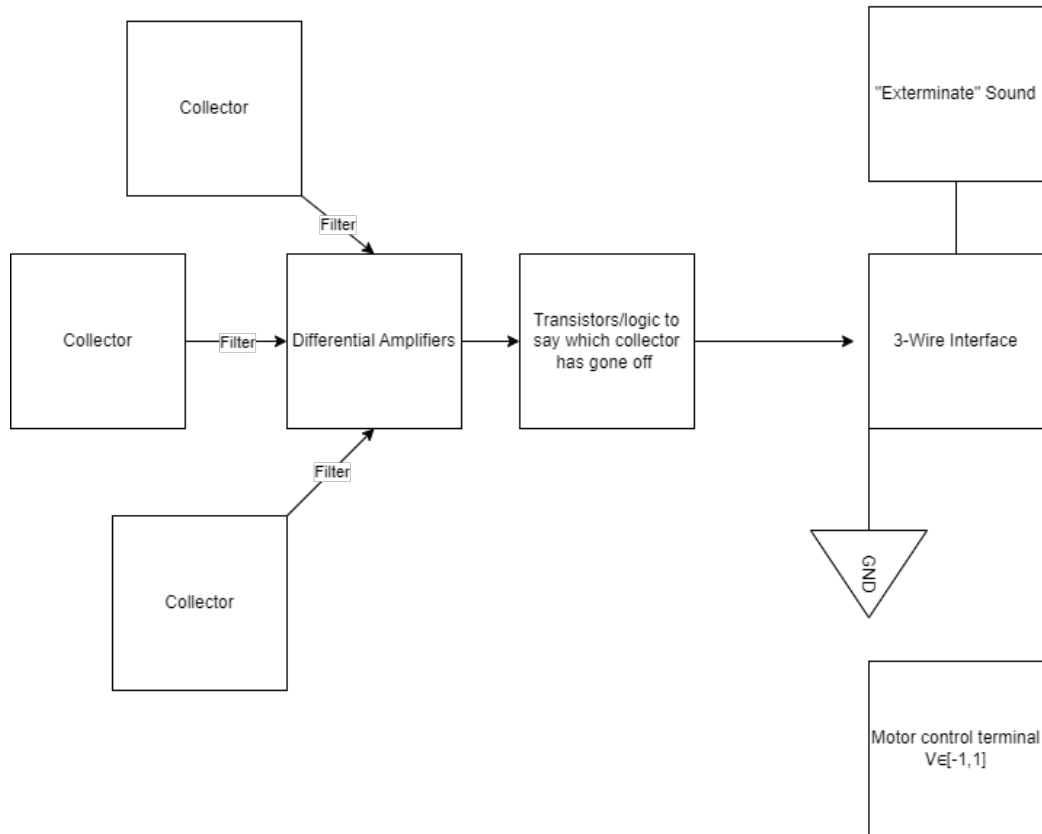 Collector
"Exterminate" Sound
Filter
Collector
Filter
Differential Amplifiers
Transistors/logic to
say which collector
has gone off
3-Wire Interface
Filter
GND
Collector
Motor control terminal
V∈[-1,1]